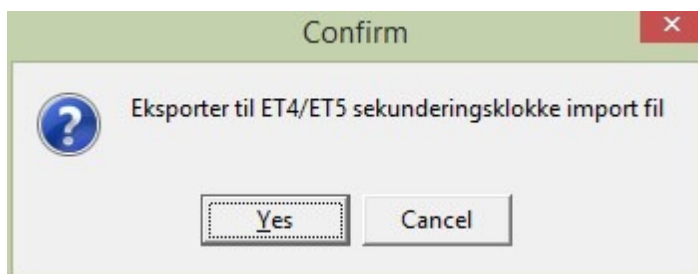 Confirm
Eksporter til ET4/ET5 sekunderingsklokke import fil
Yes
Cancel